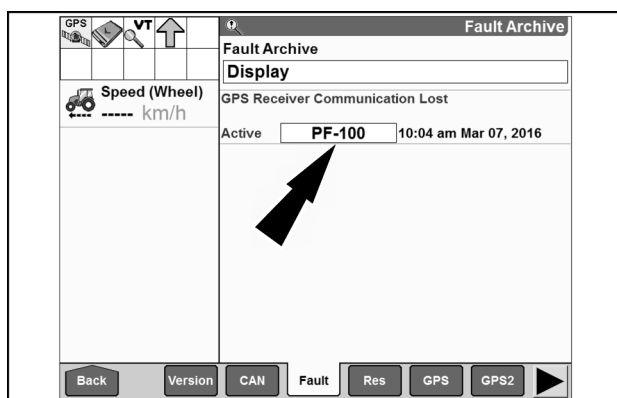 GPS
VT
Fault Archive
Fault Archive
Display
Speed (Wheel)
----- km/h
GPS Receiver Communication Lost
Active PF-100 10:04 am Mar 07, 2016
Back Version CAN Fault Res GPS GPS2